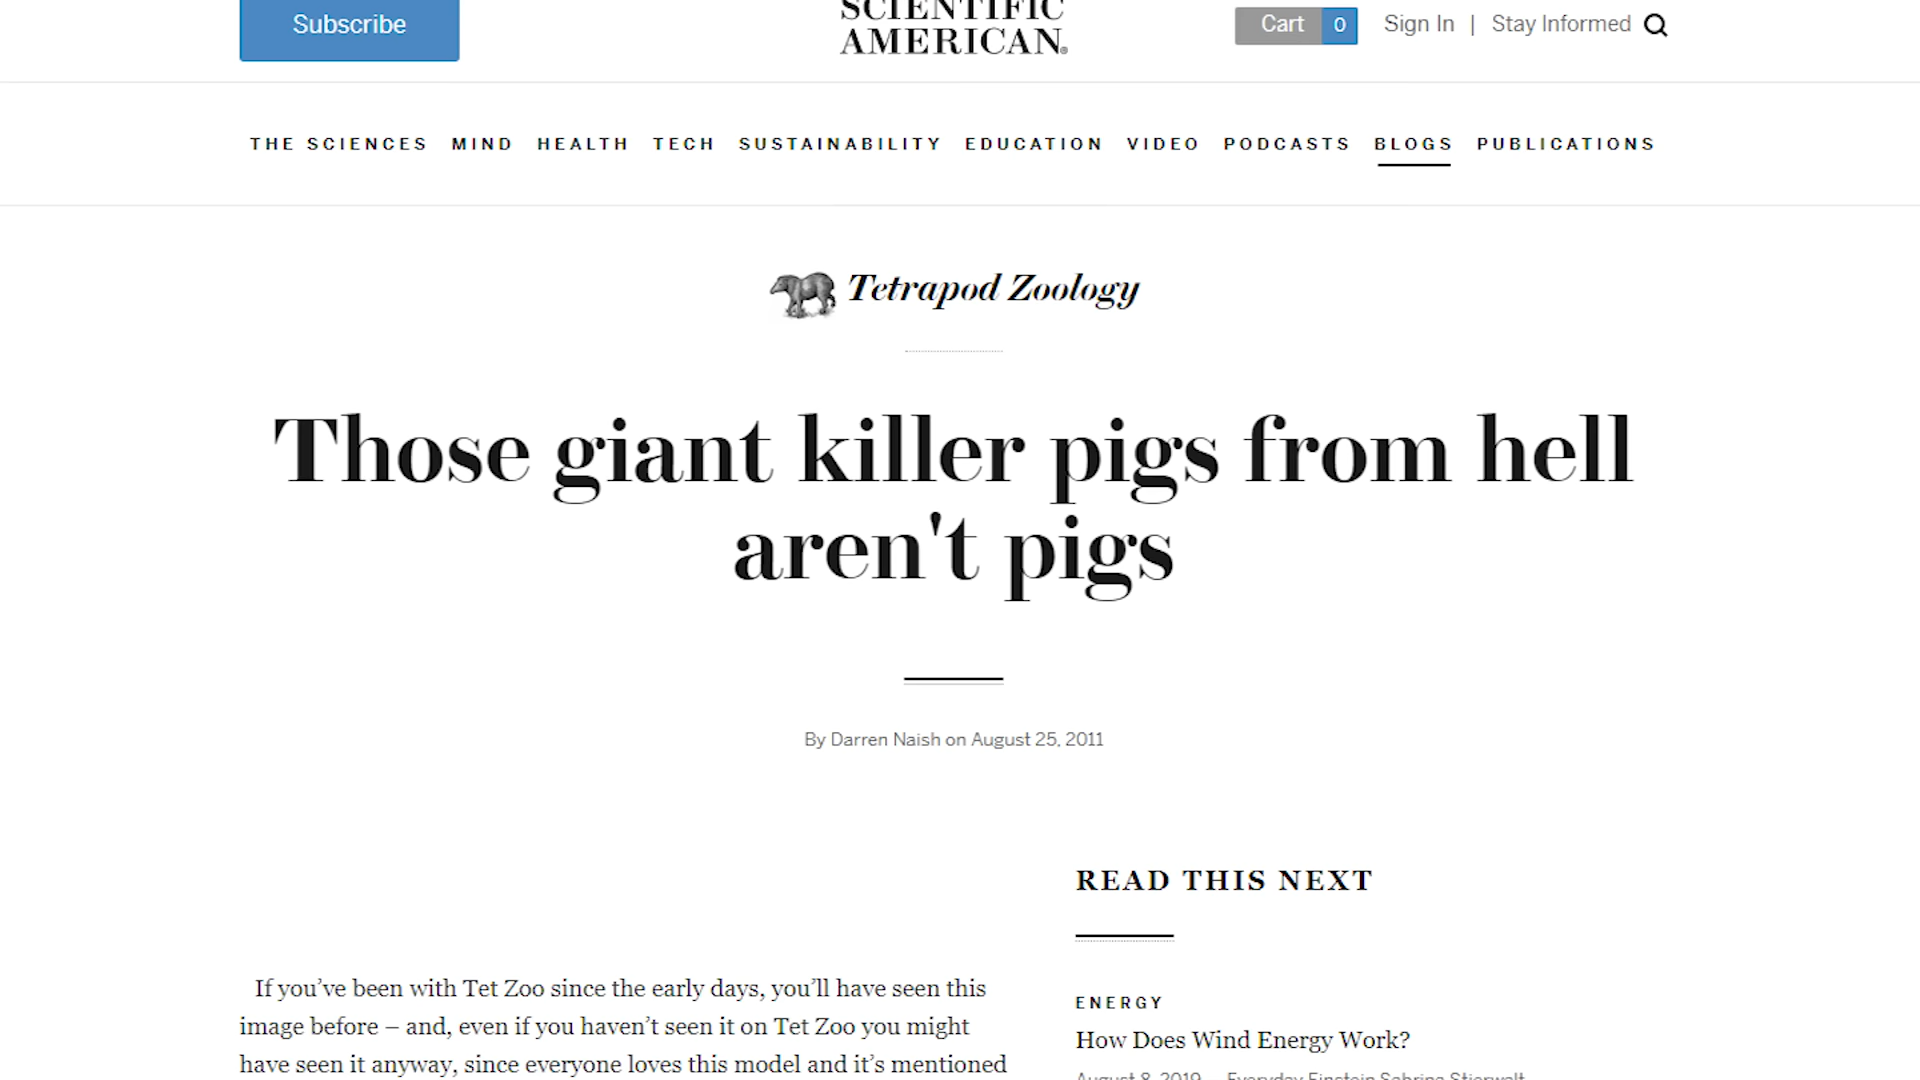 Subscribe
SCIENTIFIC
AMERICAN®
Cart 0 Sign In | Stay Informed
THE SCIENCES MIND HEALTH TECH SUSTAINABILITY EDUCATION VIDEO PODCASTS BLOGS PUBLICATIONS
Tetrapod Zoology
Those giant killer pigs from hell
aren't pigs
By Darren Naish on August 25, 2011
If you’ve been with Tet Zoo since the early days, you’ll have seen this
image before – and, even if you haven’t seen it on Tet Zoo you might
have seen it anyway, since everyone loves this model and it’s mentioned
READ THIS NEXT
ENERGY
How Does Wind Energy Work?
August 8, 2019 — Everyday Einstein Sabrina Stierwalt